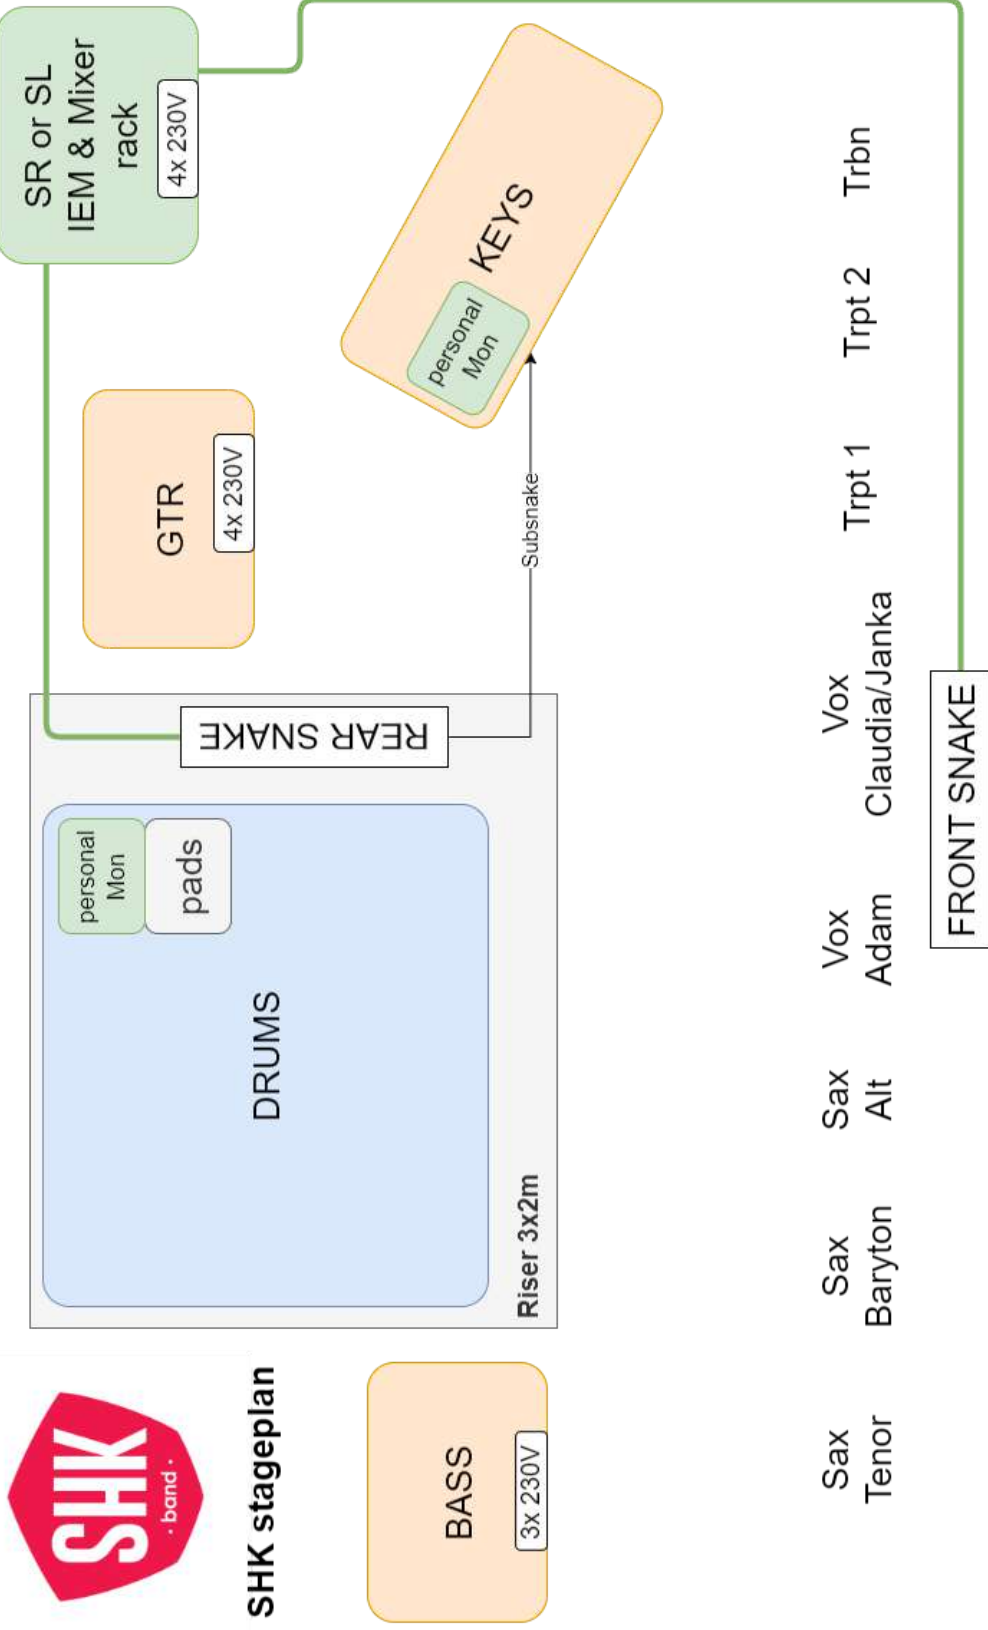 SHK
. band .
SHK stageplan
BASS
3x 230V
DRUMS
personal
Mon
pads
Riser 3x2m
REAR SNAKE
GTR
4x 230V
SR or SL
IEM & Mixer
rack
4x 230V
Subsnake
personal
Mon
KEYS
Sax
Tenor
Sax
Baryton
Sax
Alt
Vox
Adam
Vox
Claudia/Janka
Trpt 1
Trpt 2
Trbn
FRONT SNAKE